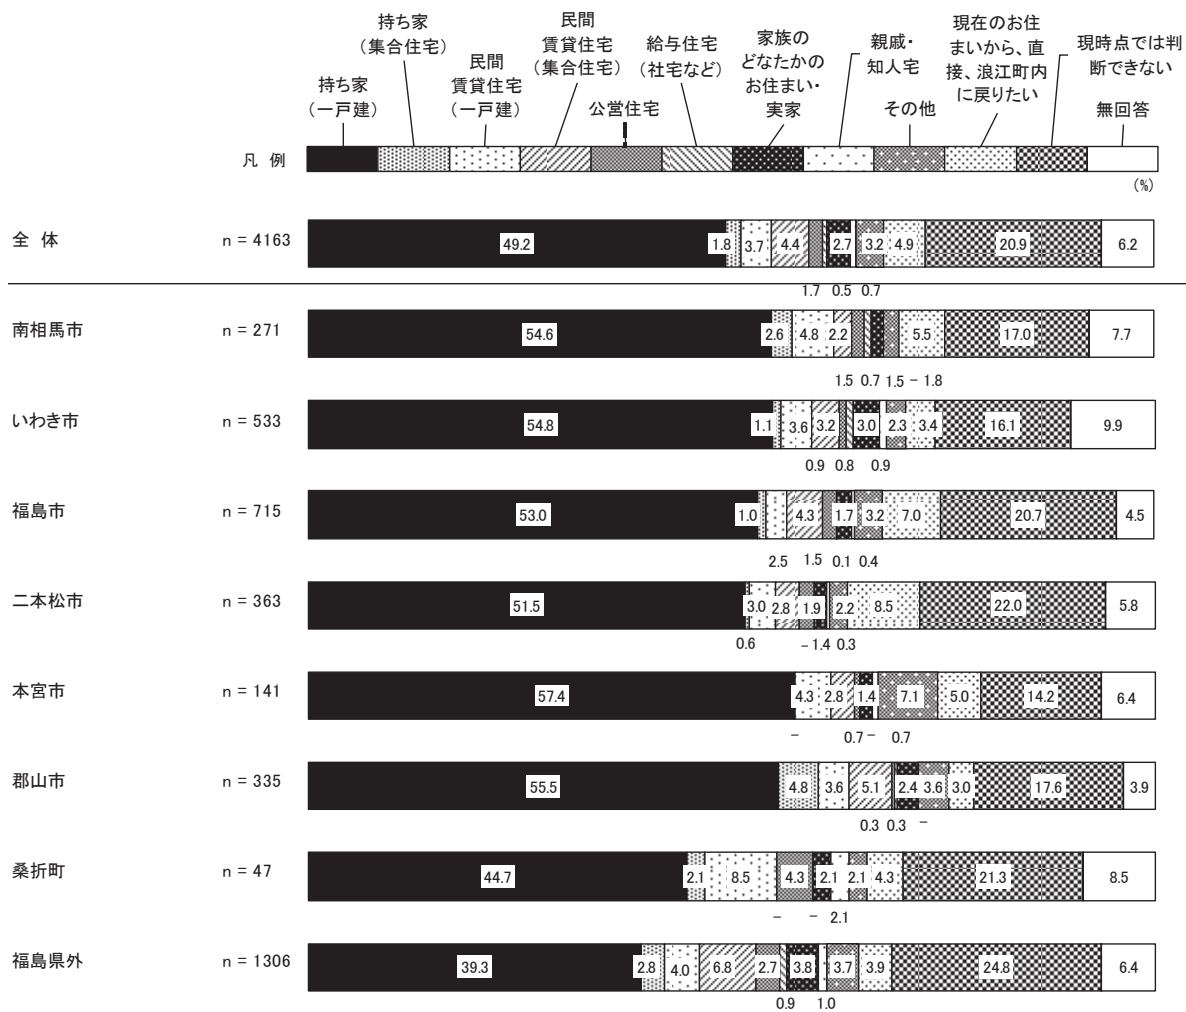 持ち家
（一戸建）
持ち家
（集合住宅）
民間
賃貸住宅
（一戸建）
民間
賃貸住宅
（集合住宅）
公営住宅
給与住宅
（社宅など）
家族の
どなたかの
お住まい・
実家
親戚・
知人宅
その他
現在のお住
まいから、直
接、浪江町内
に戻りたい
現時点では判
断できない
無回答
凡 例
(%)
全 体 n = 4163 49.2 1.8 3.7 4.4 2.7 3.2 4.9 20.9 6.2
1.7 0.5 0.7
南相馬市 n = 271 54.6 2.6 4.8 2.2 5.5 17.0 7.7
1.5 0.7 1.5 − 1.8
いわき市 n = 533 54.8 1.1 3.6 3.2 3.0 2.3 3.4 16.1 9.9
0.9 0.8 0.9
福島市 n = 715 53.0 1.0 4.3 1.7 3.2 7.0 20.7 4.5
2.5 1.5 0.1 0.4
二本松市 n = 363 51.5 3.0 2.8 1.9 2.2 8.5 22.0 5.8
0.6 − 1.4 0.3
本宮市 n = 141 57.4 4.3 2.8 1.4 7.1 5.0 14.2 6.4
− 0.7 − 0.7
郡山市 n = 335 55.5 4.8 3.6 5.1 2.4 3.6 3.0 17.6 3.9
0.3 0.3 −
桑折町 n = 47 44.7 2.1 8.5 4.3 2.1 2.1 4.3 21.3 8.5
− − 2.1
福島県外 n = 1306 39.3 2.8 4.0 6.8 2.7 3.8 3.7 3.9 24.8 6.4
0.9 1.0